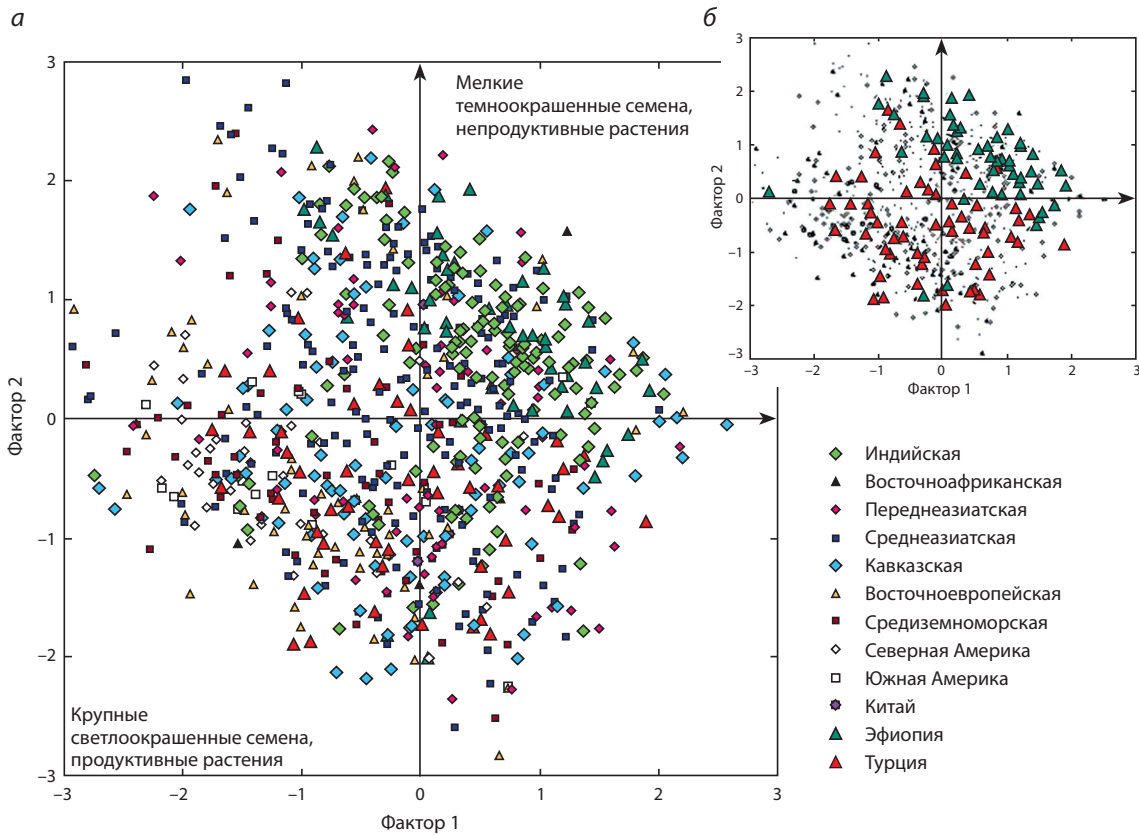 а
Мелкие
темноокрашенные семена,
непродуктивные растения
Крупные
светлоокрашенные семена,
продуктивные растения
3
2
1
0
−1
−2
−3
Фактор 2
−3
−2
−1
0
1
2
3
Фактор 1
б
3
2
1
0
−1
−2
−3
Фактор 2
−3
−2
−1
0
1
2
3
Фактор 1
Индийская
Восточноафриканская
Переднеазиатская
Среднеазиатская
Кавказская
Восточноевропейская
Средиземноморская
Северная Америка
Южная Америка
Китай
Эфиопия
Турция